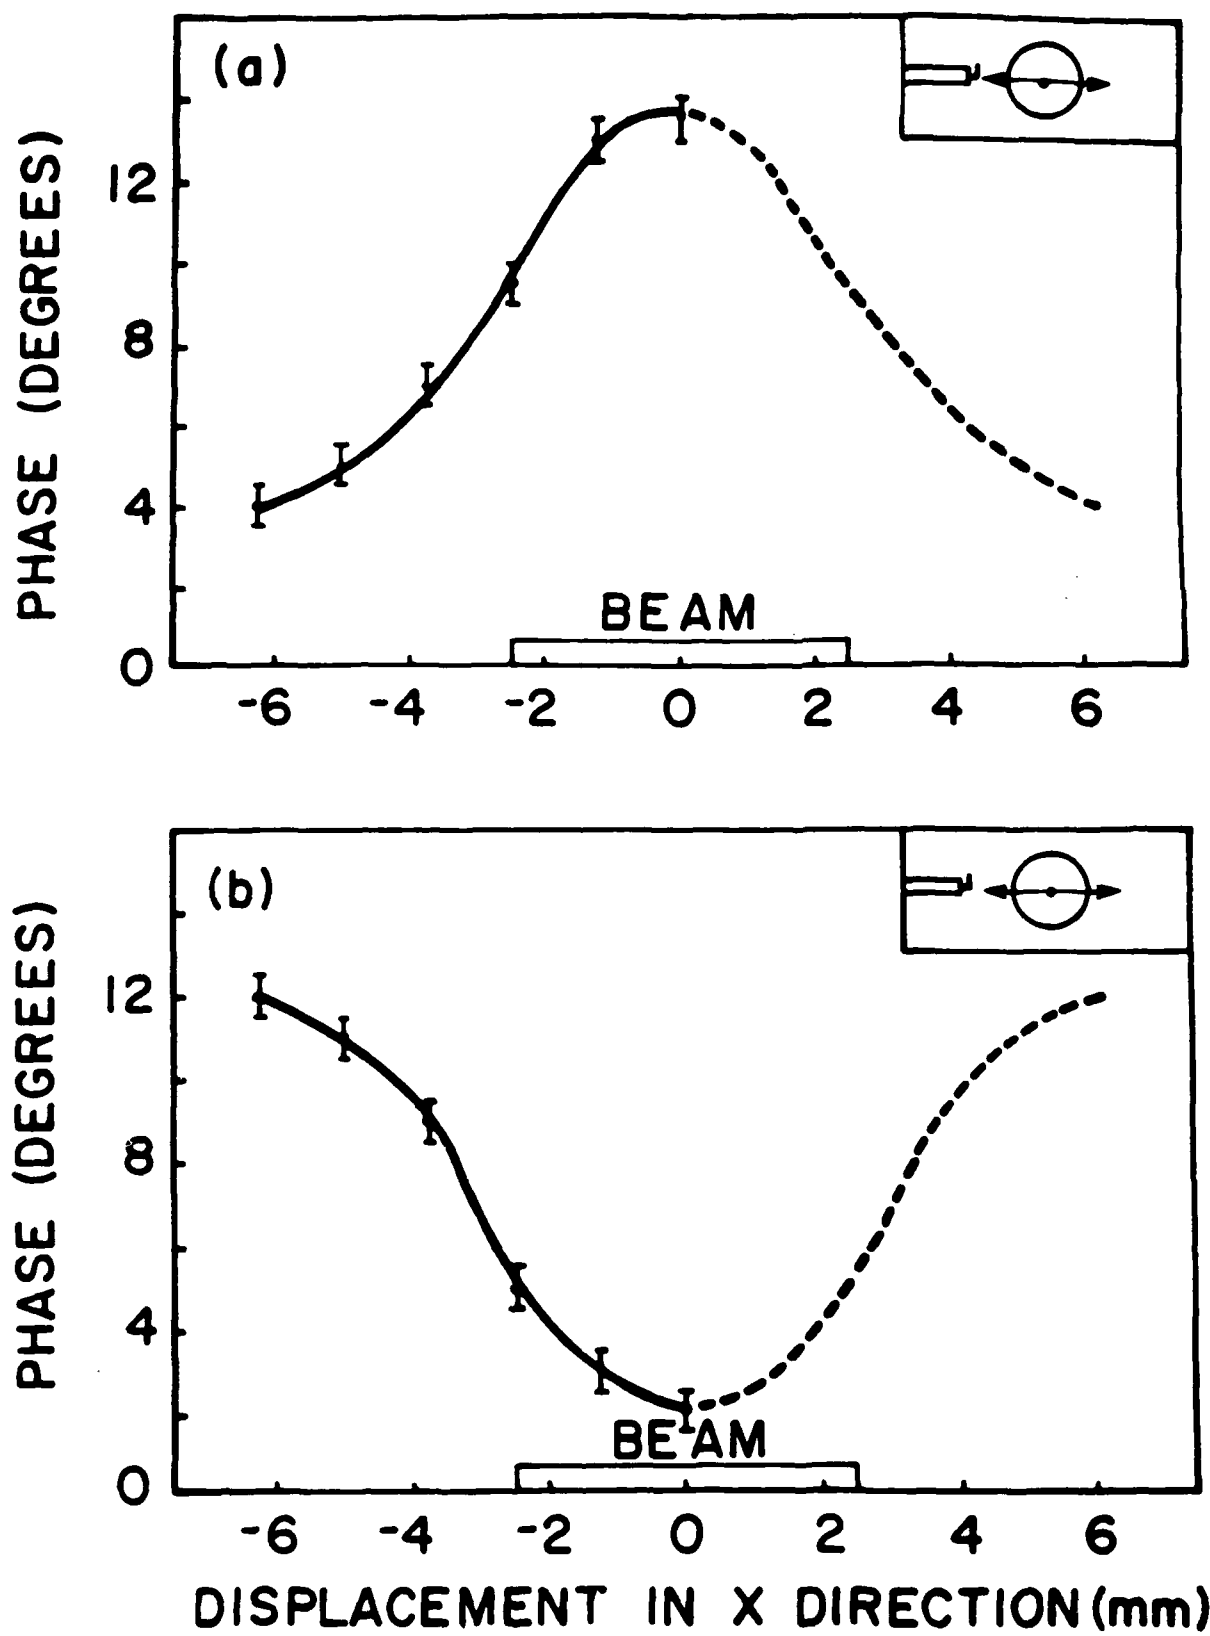 (a)
PHASE (DEGREES)
12
8
4
0
BEAM
-6 -4 -2 0 2 4 6
(b)
PHASE (DEGREES)
12
8
4
0
BEAM
-6 -4 -2 0 2 4 6
DISPLACEMENT IN X DIRECTION (mm)